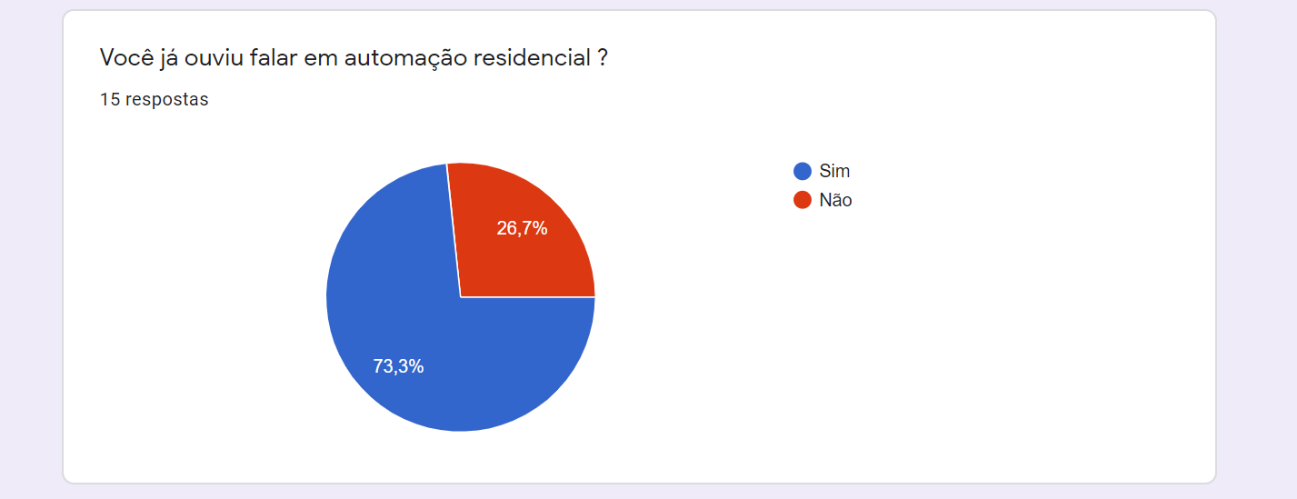 Você já ouviu falar em automação residencial ?
15 respostas
Sim
Não
26,7%
73,3%